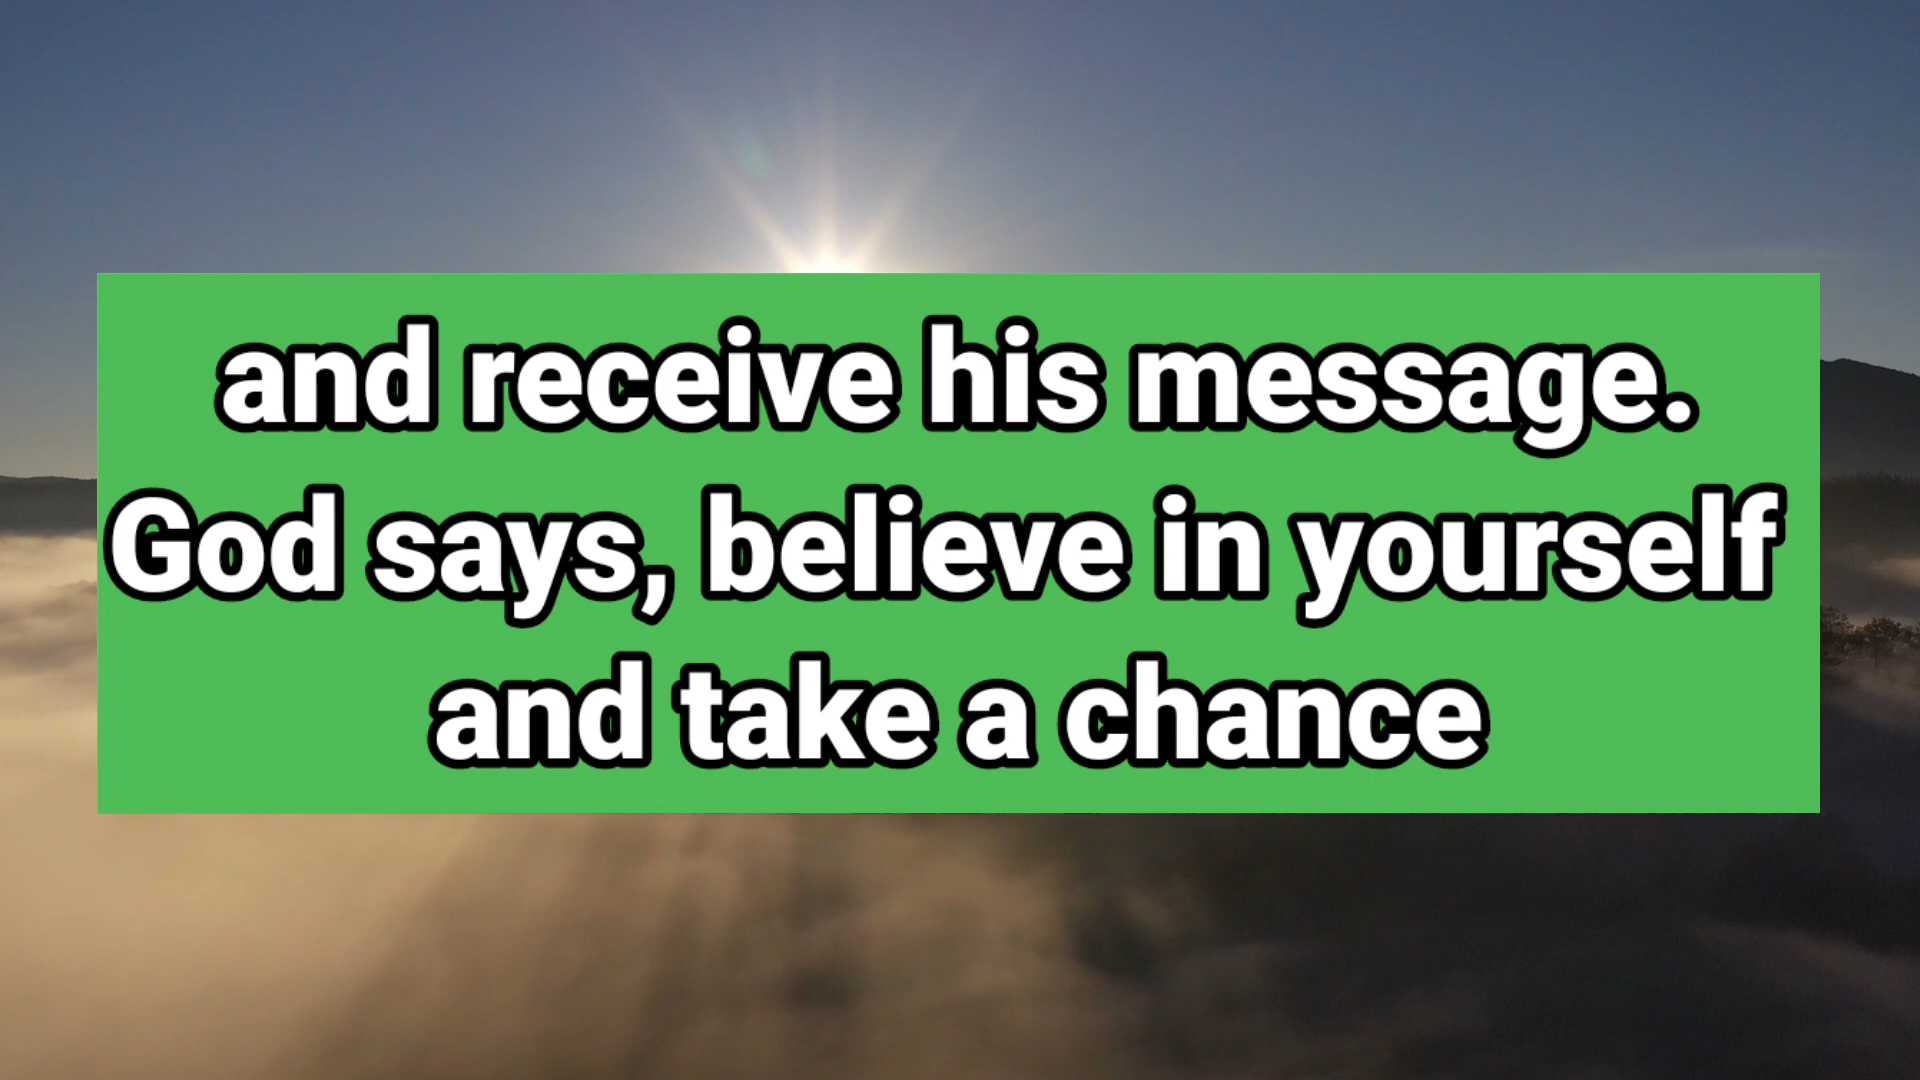 and receive his message.
God says, believe in yourself
and take a chance